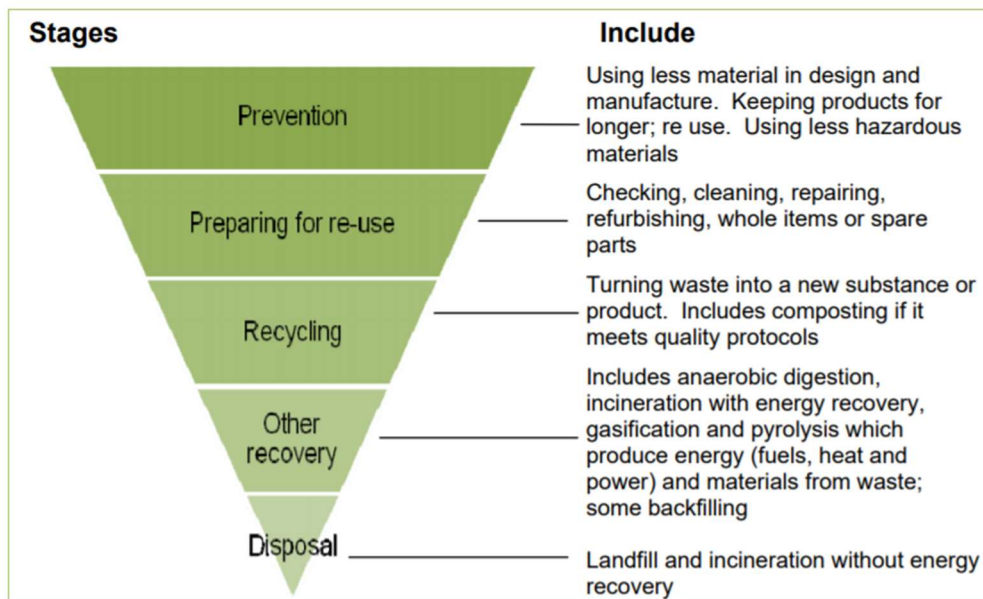 Stages
Include
Prevention
Using less material in design and
manufacture.  Keeping products for
longer; re use.  Using less hazardous
materials
Preparing for re-use
Checking, cleaning, repairing,
refurbishing, whole items or spare
parts
Recycling
Turning waste into a new substance or
product.  Includes composting if it
meets quality protocols
Other
recovery
Includes anaerobic digestion,
incineration with energy recovery,
gasification and pyrolysis which
produce energy (fuels, heat and
power) and materials from waste;
some backfilling
Disposal
Landfill and incineration without energy
recovery